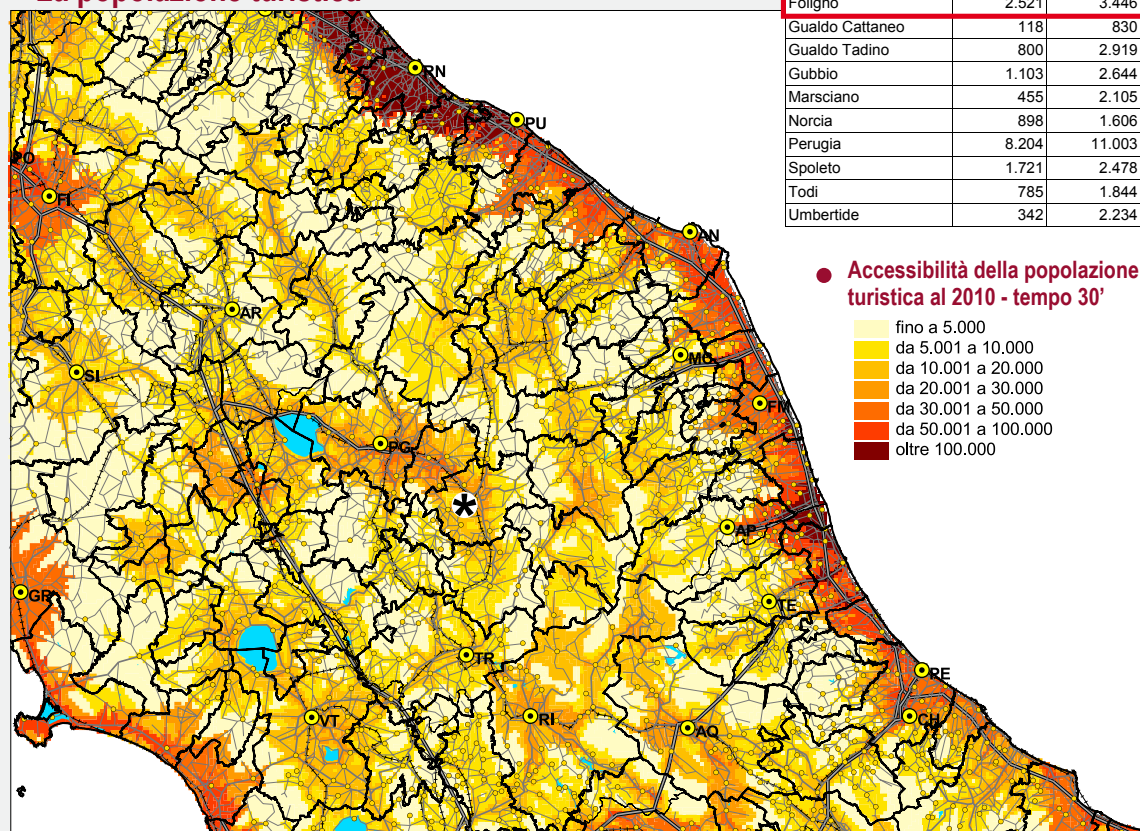 La popolazione turistica
Foligno 2.521 3.446
Gualdo Cattaneo 118 830
Gualdo Tadino 800 2.919
Gubbio 1.103 2.644
Marsciano 455 2.105
Norcia 898 1.606
Perugia 8.204 11.003
Spoleto 1.721 2.478
Todi 785 1.844
Umbertide 342 2.234
Accessibilità della popolazione
turistica al 2010 - tempo 30’
fino a 5.000
da 5.001 a 10.000
da 10.001 a 20.000
da 20.001 a 30.000
da 30.001 a 50.000
da 50.001 a 100.000
oltre 100.000
RN
PU
PO
FI
AN
AR
MC
SI
FM
PG
*
AP
GR
TE
TR
PE
VT
RI
AQ
CH